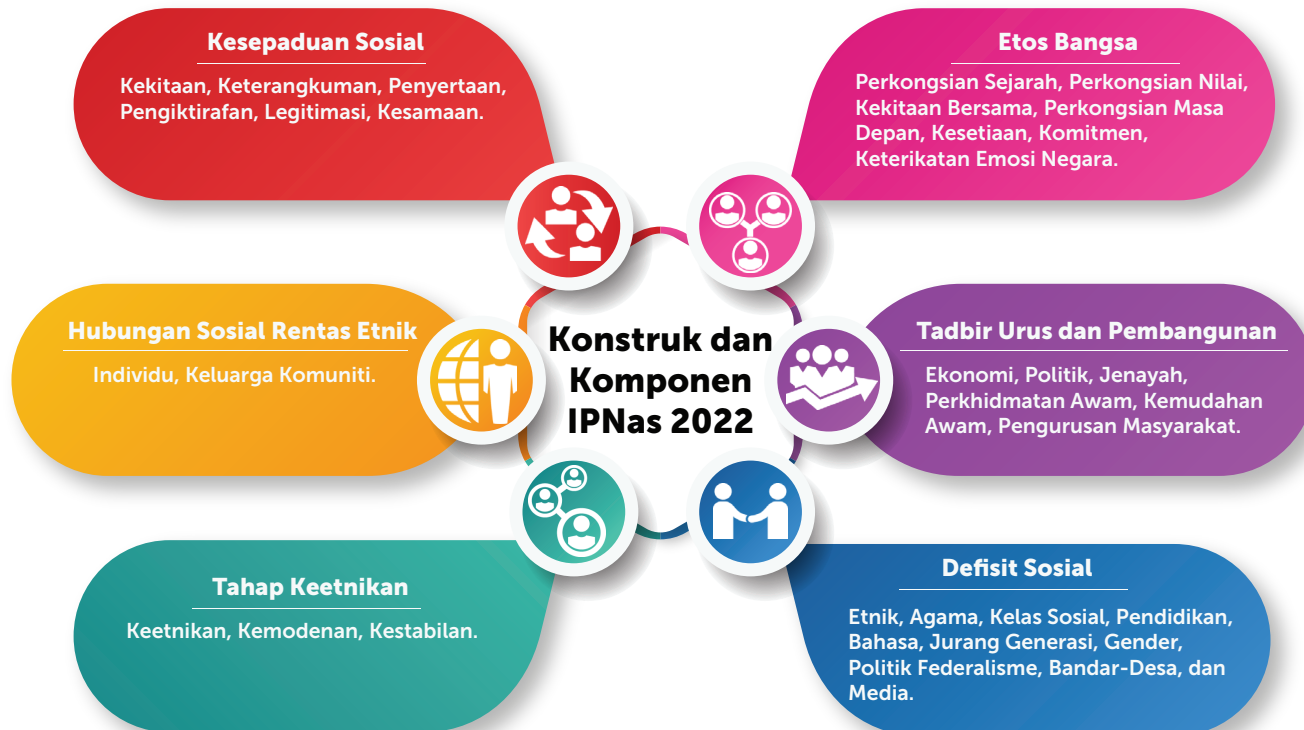 Kesepaduan Sosial
Kekitaan, Keterangkuman, Penyertaan,
Pengiktirafan, Legitimasi, Kesamaan.
Etos Bangsa
Perkongsian Sejarah, Perkongsian Nilai,
Kekitaan Bersama, Perkongsian Masa
Depan, Kesetiaan, Komitmen,
Keterikatan Emosi Negara.
Hubungan Sosial Rentas Etnik
Individu, Keluarga Komuniti.
Konstruk dan
Komponen
IPNas 2022
Tadbir Urus dan Pembangunan
Ekonomi, Politik, Jenayah,
Perkhidmatan Awam, Kemudahan
Awam, Pengurusan Masyarakat.
Tahap Keetnikan
Keetnikan, Kemodenan, Kestabilan.
Defisit Sosial
Etnik, Agama, Kelas Sosial, Pendidikan,
Bahasa, Jurang Generasi, Gender,
Politik Federalisme, Bandar-Desa, dan
Media.